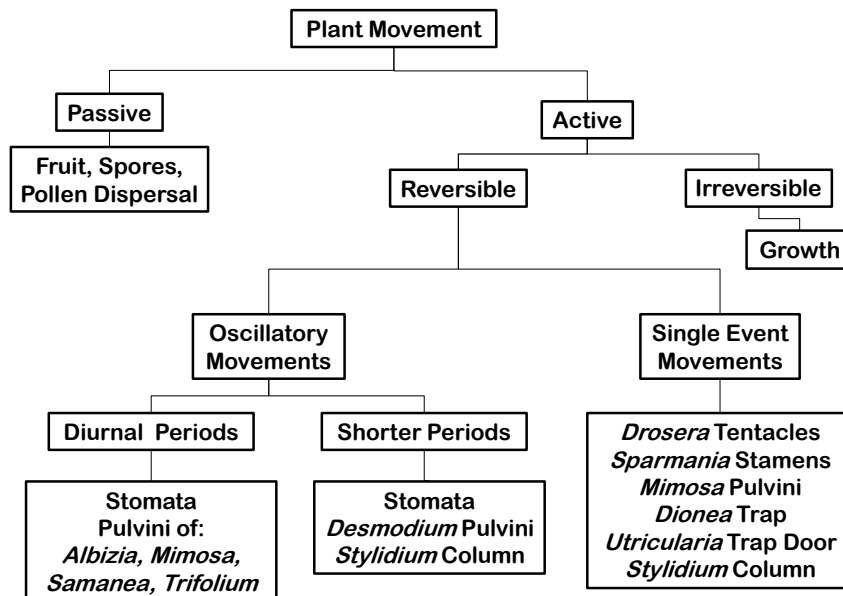 Plant Movement
Passive
Active
Fruit, Spores,
Pollen Dispersal
Reversible
Irreversible
Growth
Oscillatory
Movements
Single Event
Movements
Diurnal Periods
Shorter Periods
Stomata
Pulvini of:
Albizia, Mimosa,
Samanea, Trifolium
Stomata
Desmodium Pulvini
Stylidium Column
Drosera Tentacles
Sparmania Stamens
Mimosa Pulvini
Dionea Trap
Utricularia Trap Door
Stylidium Column